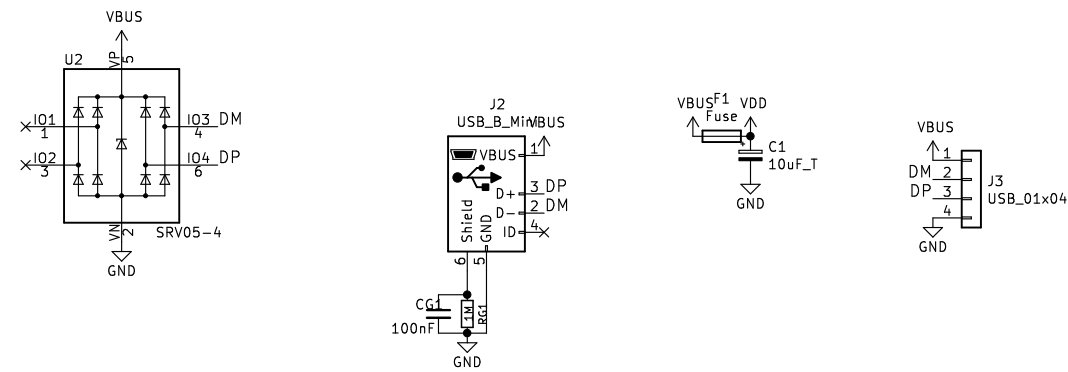 VBUS
U2
VP
5
IO1
1
IO2
3
IO3
4
DM
IO4
6
DP
VN
2
SRV05-4
GND
J2
USB_B_Mini
VBUS
VBUS
1
D+
3
DP
D-
2
DM
ID
4
Shield
GND
6
5
CG1
100nF
1M
RG1
GND
VBUS
F1
Fuse
VDD
+
C1
10uF_T
GND
VBUS
1
DM
2
DP
3
4
J3
USB_01x04
GND